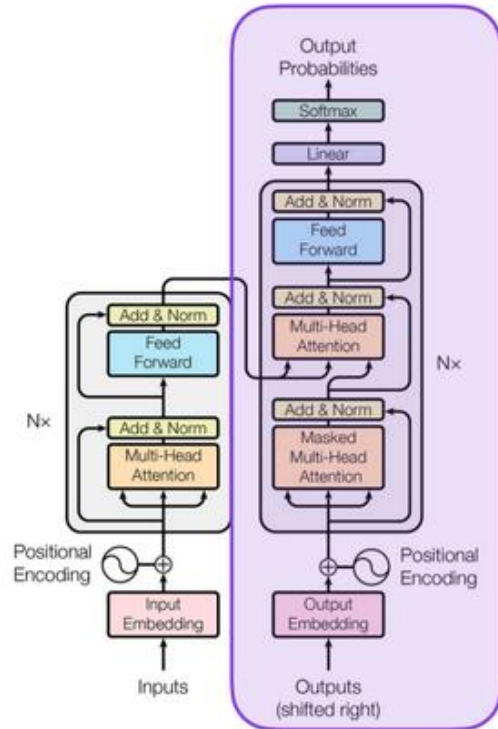 Output
Probabilities
Softmax
Linear
Add & Norm
Feed
Forward
Add & Norm
Multi-Head
Attention
Add & Norm
Masked
Multi-Head
Attention
Nx
Positional
Encoding
Output
Embedding
Outputs
(shifted right)
Add & Norm
Feed
Forward
Nx
Add & Norm
Multi-Head
Attention
Positional
Encoding
Input
Embedding
Inputs